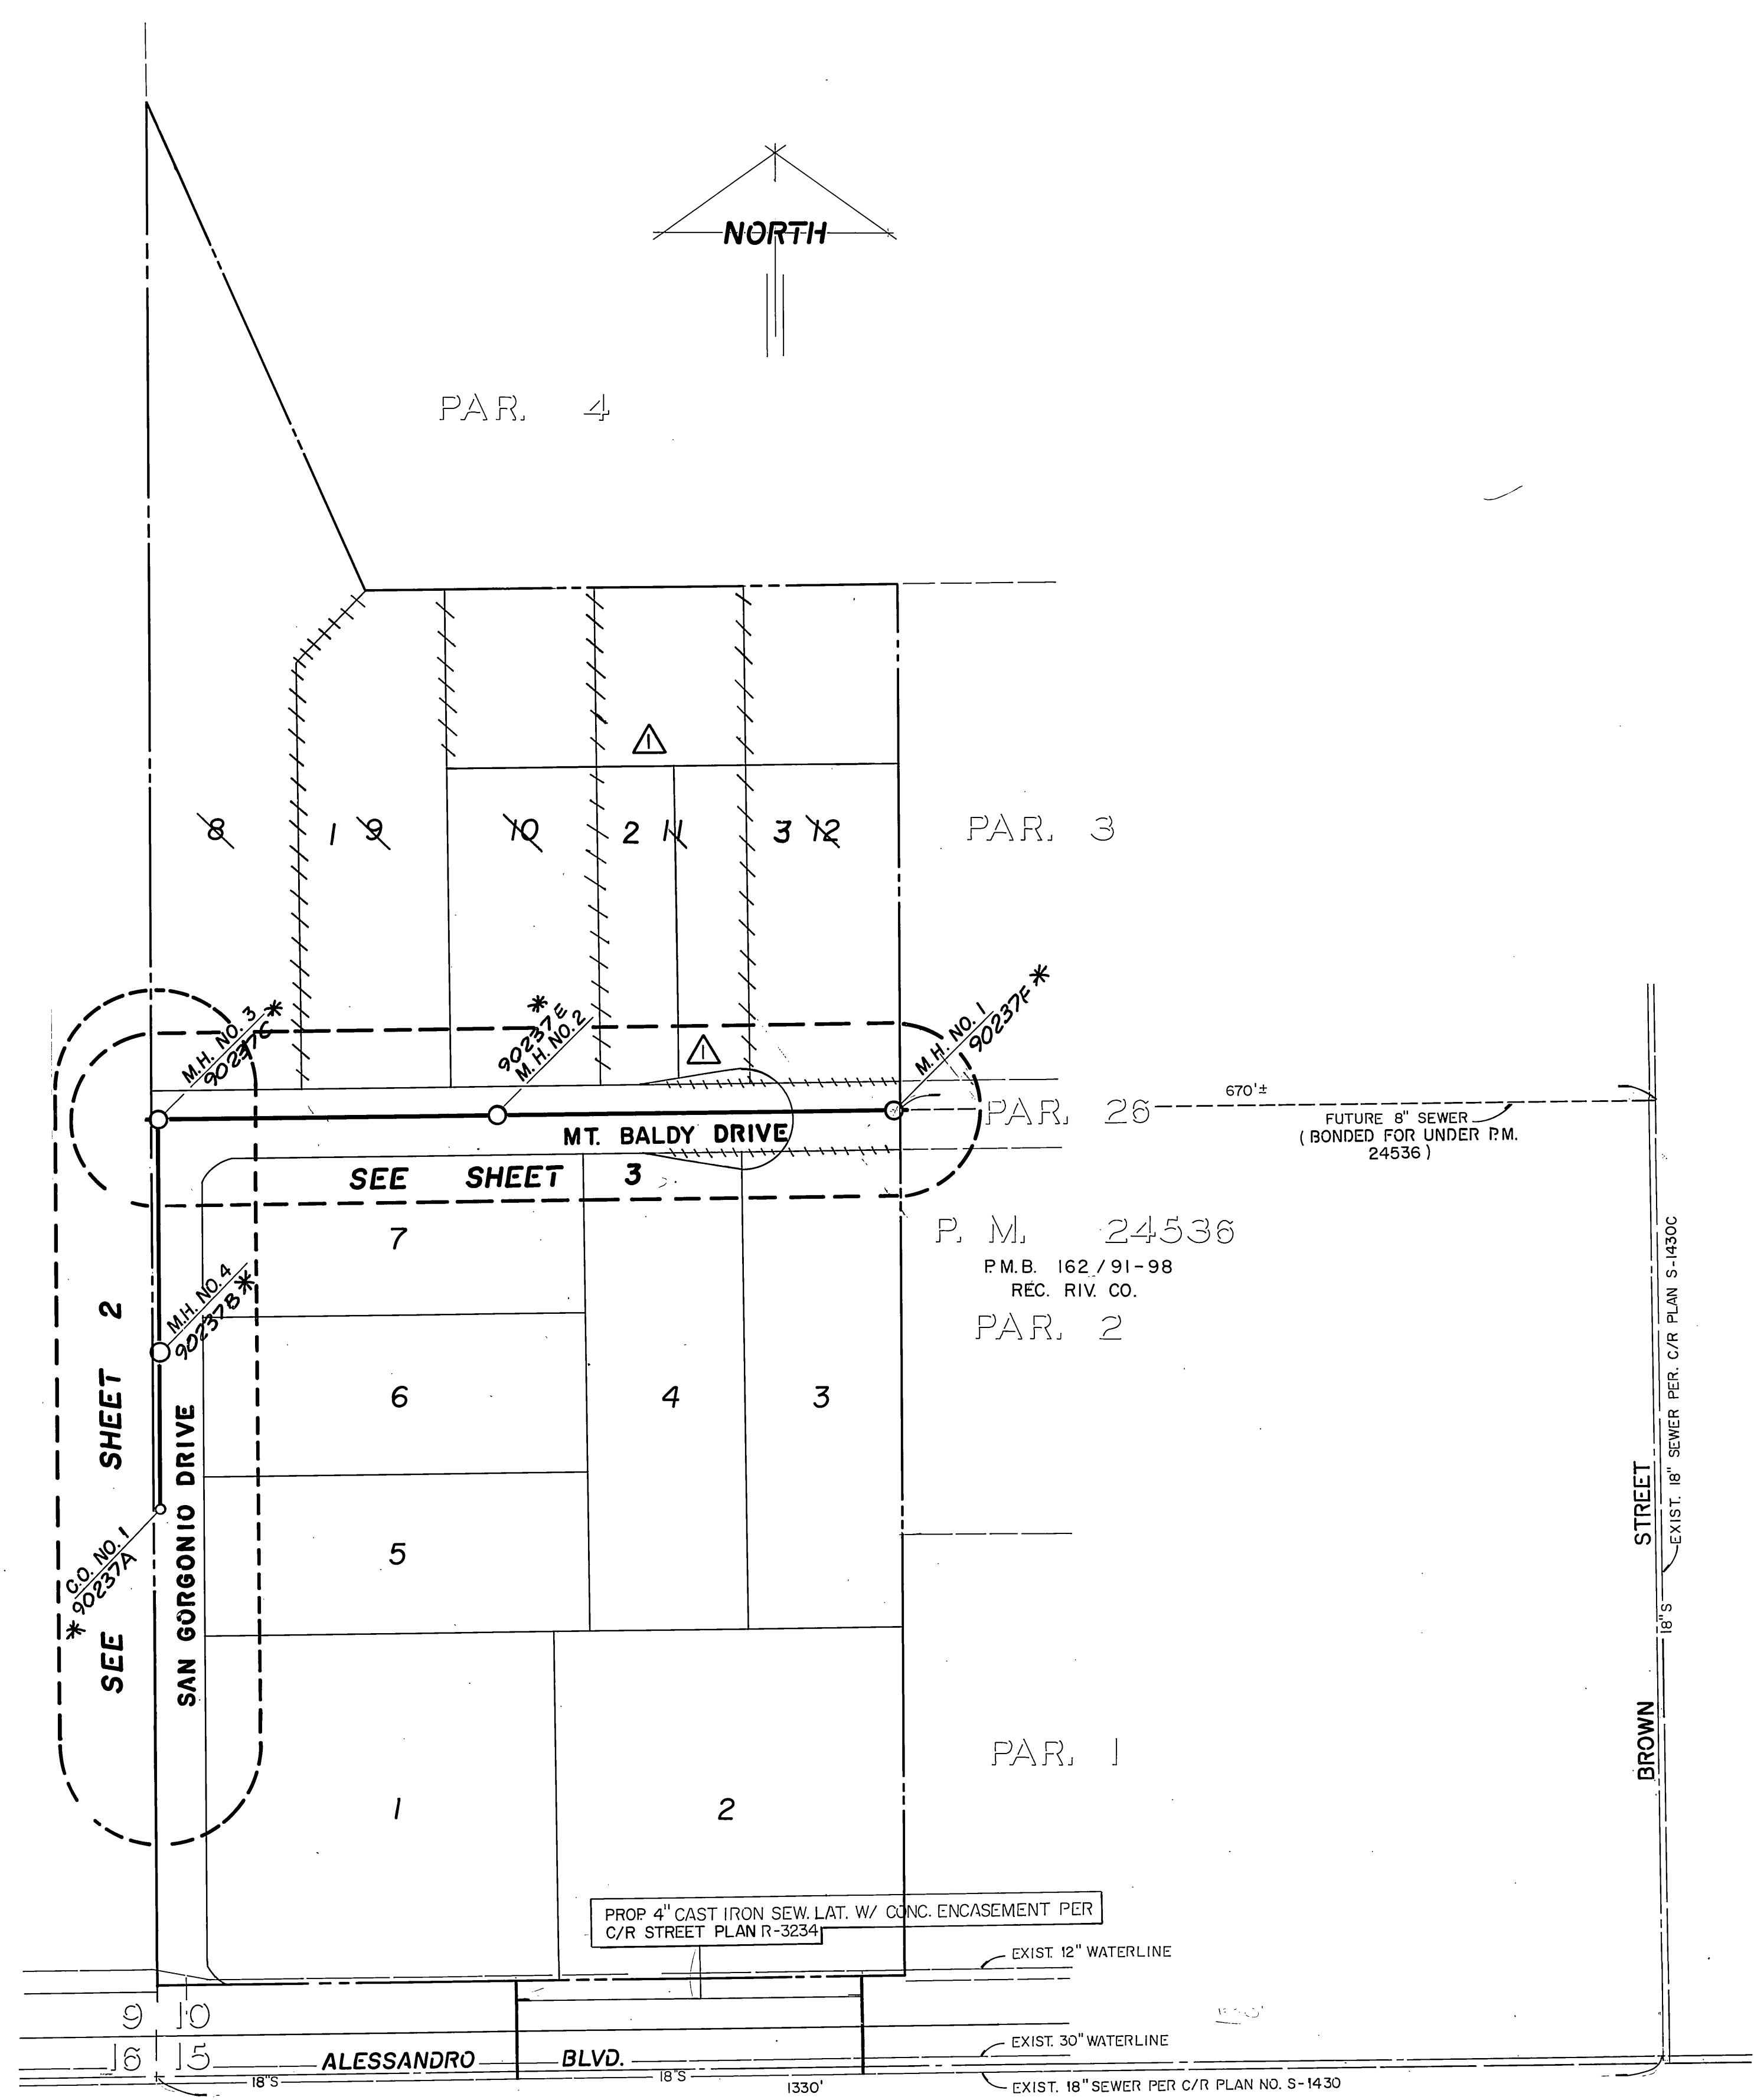 NORTH
PAR. 4
1
8
1 9
10
2 11
3 12
PAR. 3
M.H. NO. 3
90237C *
*
90237E
M.H. NO. 2
M.H. NO. 1
90237F *
1
PAR. 26
670'±
FUTURE 8" SEWER
( BONDED FOR UNDER P.M.
24536 )
MT. BALDY DRIVE
SEE SHEET 3
7
P. M. 24536
P.M.B. 162 / 91-98
REC. RIV. CO.
PAR. 2
M.H. NO. 4
90237B *
SEE SHEET 2
SAN GORGONIO DRIVE
6
4
3
5
C.O. NO. 1
* 90237A
BROWN STREET
18"S
EXIST. 18" SEWER PER. C/R PLAN S-1430C
PAR. 1
1
2
PROP. 4" CAST IRON SEW. LAT. W/ CONC. ENCASEMENT PER
C/R STREET PLAN R-3234
EXIST. 12" WATERLINE
9 10
16 15
ALESSANDRO BLVD.
EXIST. 30" WATERLINE
18"S
18"S
1330'
EXIST. 18" SEWER PER C/R PLAN NO. S-1430